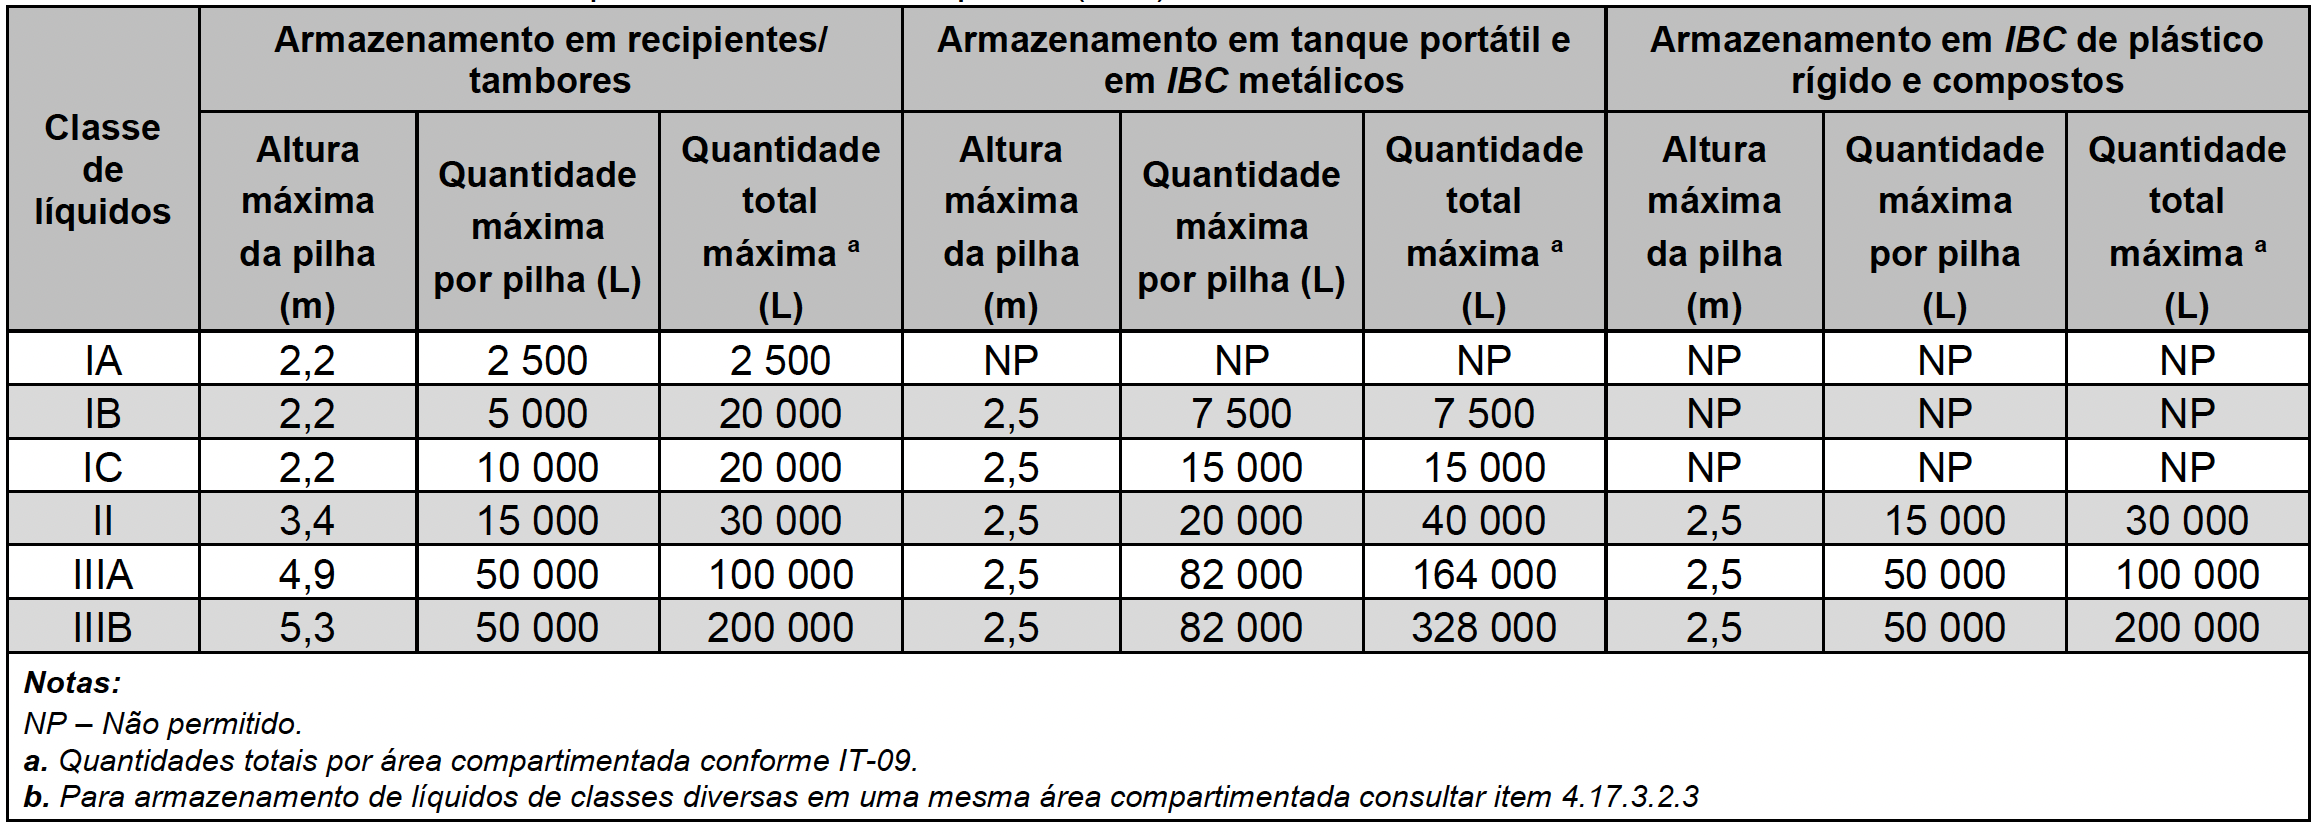 Armazenamento em recipientes/
tambores
Armazenamento em tanque portátil e
em IBC metálicos
Armazenamento em IBC de plástico
rígido e compostos
Classe
de
líquidos
Altura
máxima
da pilha
(m)
Quantidade
máxima
por pilha (L)
Quantidade
total
máxima a
(L)
Altura
máxima
da pilha
(m)
Quantidade
máxima
por pilha (L)
Quantidade
total
máxima a
(L)
Altura
máxima
da pilha
(m)
Quantidade
máxima
por pilha
(L)
Quantidade
total
máxima a
(L)
IA 2,2 2 500 2 500 NP NP NP NP NP NP
IB 2,2 5 000 20 000 2,5 7 500 7 500 NP NP NP
IC 2,2 10 000 20 000 2,5 15 000 15 000 NP NP NP
II 3,4 15 000 30 000 2,5 20 000 40 000 2,5 15 000 30 000
IIIA 4,9 50 000 100 000 2,5 82 000 164 000 2,5 50 000 100 000
IIIB 5,3 50 000 200 000 2,5 82 000 328 000 2,5 50 000 200 000
Notas:
NP – Não permitido.
a. Quantidades totais por área compartimentada conforme IT-09.
b. Para armazenamento de líquidos de classes diversas em uma mesma área compartimentada consultar item 4.17.3.2.3